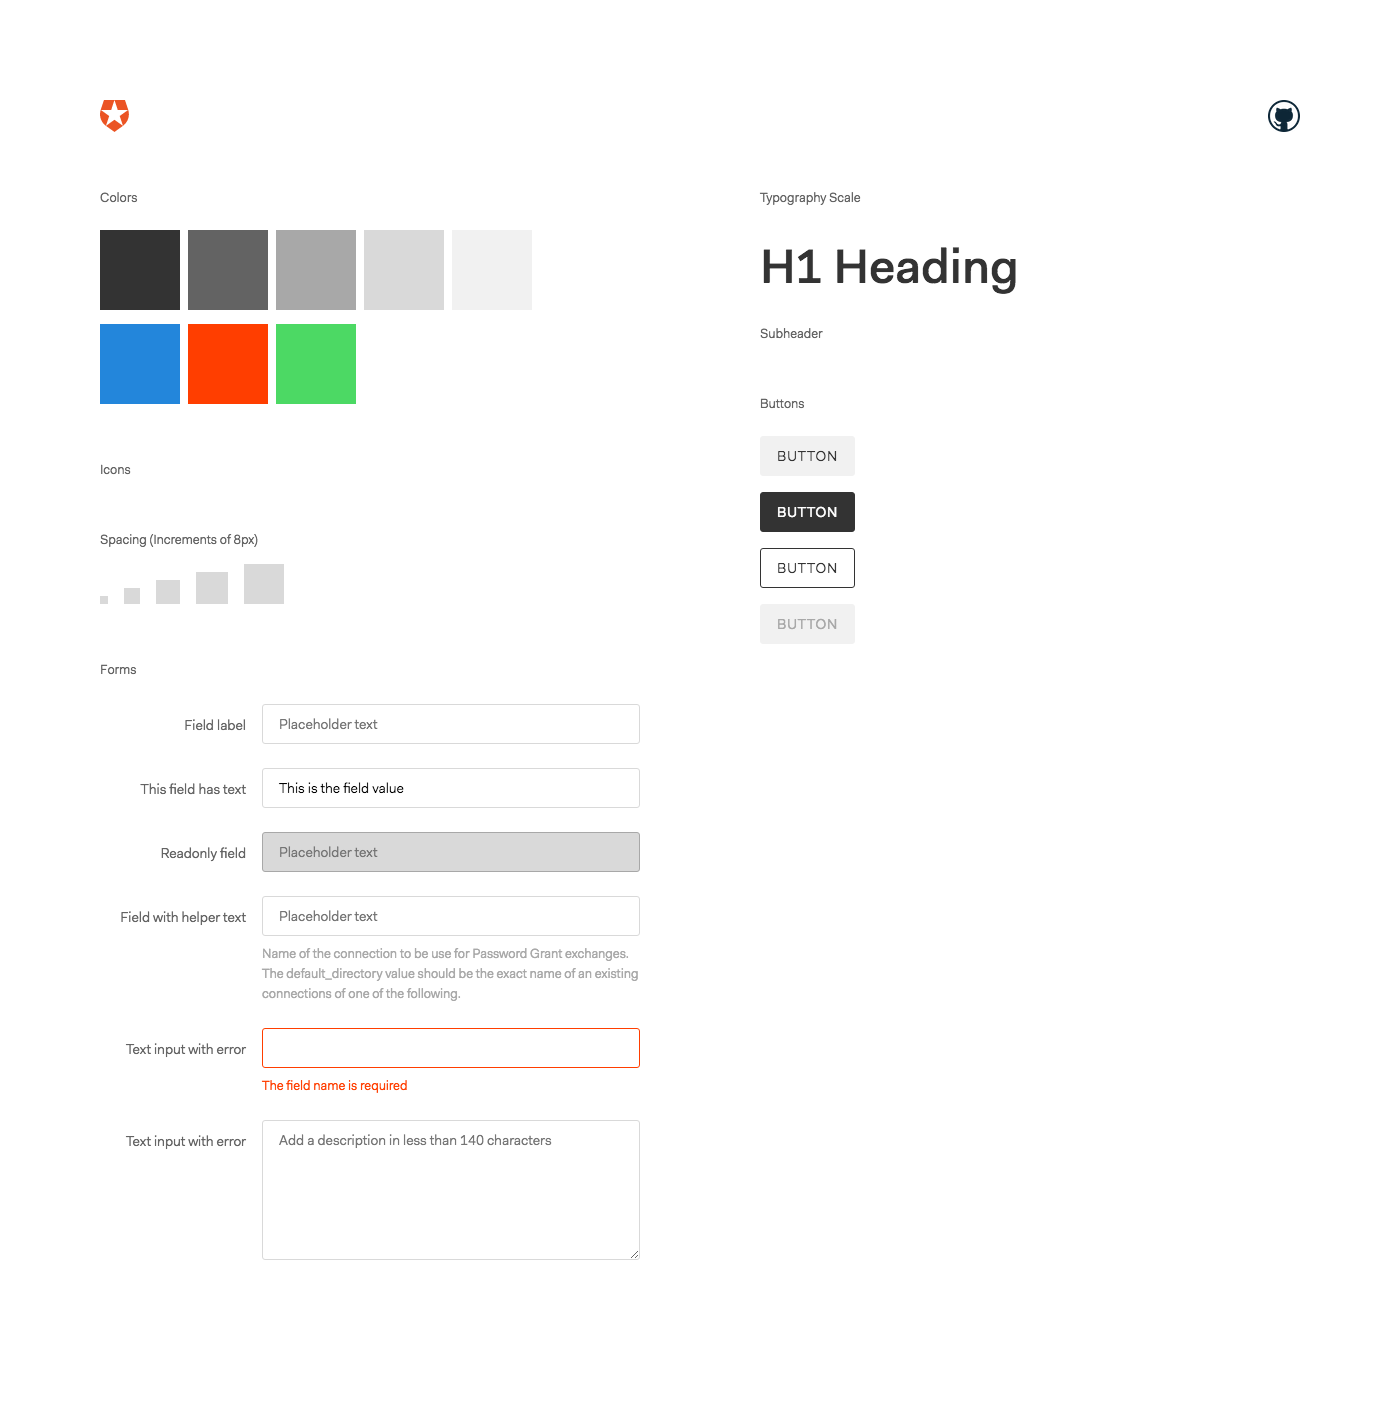 Colors
Icons
Spacing (Increments of 8px)
Forms
Field label
Placeholder text
This field has text
This is the field value
Readonly field
Placeholder text
Field with helper text
Placeholder text
Name of the connection to be use for Password Grant exchanges.
The default_directory value should be the exact name of an existing
connections of one of the following.
Text input with error
The field name is required
Text input with error
Add a description in less than 140 characters
Typography Scale
H1 Heading
Subheader
Buttons
BUTTON
BUTTON
BUTTON
BUTTON